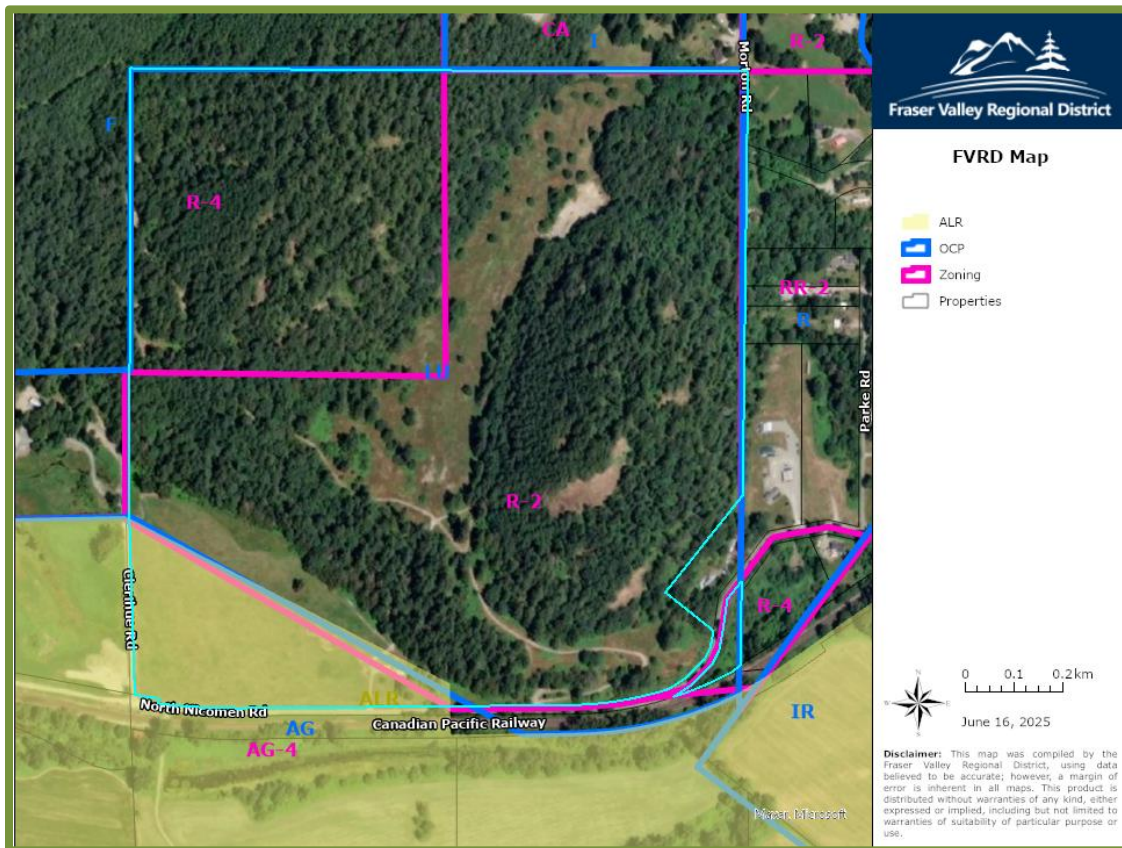 CA
I
R-2
Morton Rd
F
R-4
RR-2
R
Parke Rd
LU
R-2
R-4
Glenhue Rd
North Nicomen Rd
ALR
Canadian Pacific Railway
AG
AG-4
IR
Maxar, Microsoft
Fraser Valley Regional District
FVRD Map
ALR
OCP
Zoning
Properties
N
W
E
S
0 0.1 0.2 km
June 16, 2025
Disclaimer: This map was compiled by the
Fraser Valley Regional District, using data
believed to be accurate; however, a margin of
error is inherent in all maps. This product is
distributed without warranties of any kind, either
expressed or implied, including but not limited to
warranties of suitability of particular purpose or
use.